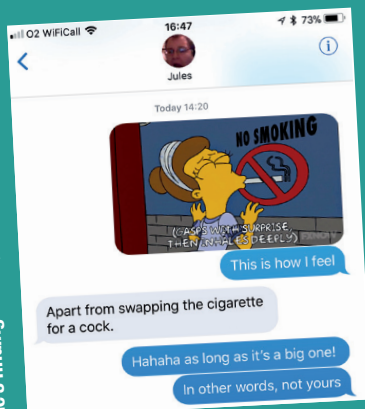 O2 WiFiCall 16:47 73%
Jules
Today 14:20
NO SMOKING
(GASPS WITH SURPRISE,
THEN INHALES DEEPLY)
This is how I feel
Apart from swapping the cigarette
for a cock.
Hahaha as long as it's a big one!
In other words, not yours